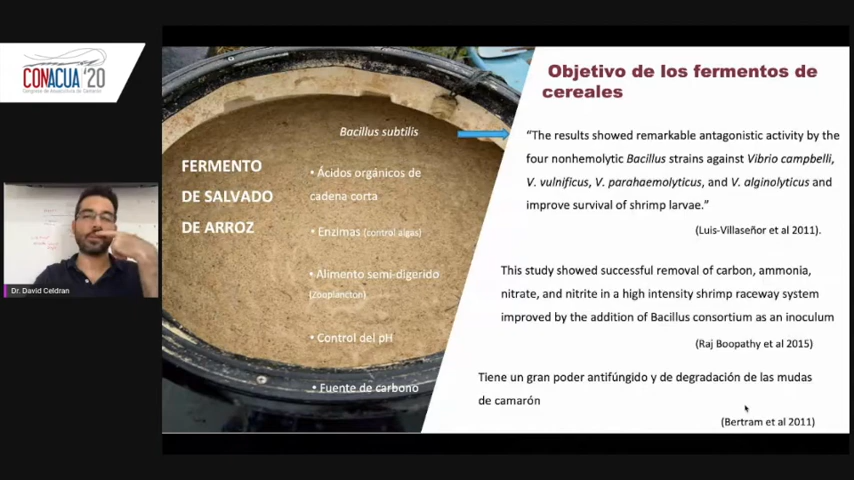 CONACUA '20
Congreso de Acuacultura de Camarón
Dr. David Celdran
FERMENTO
DE SALVADO
DE ARROZ
Bacillus subtilis
• Ácidos orgánicos de
cadena corta
• Enzimas (control algas)
• Alimento semi-digerido
(Zooplancton)
• Control del pH
• Fuente de carbono
Objetivo de los fermentos de
cereales
“The results showed remarkable antagonistic activity by the
four nonhemolytic Bacillus strains against Vibrio campbelli,
V. vulnificus, V. parahaemolyticus, and V. alginolyticus and
improve survival of shrimp larvae.”
(Luis-Villaseñor et al 2011).
This study showed successful removal of carbon, ammonia,
nitrate, and nitrite in a high intensity shrimp raceway system
improved by the addition of Bacillus consortium as an inoculum
(Raj Boopathy et al 2015)
Tiene un gran poder antifúngido y de degradación de las mudas
de camarón
(Bertram et al 2011)